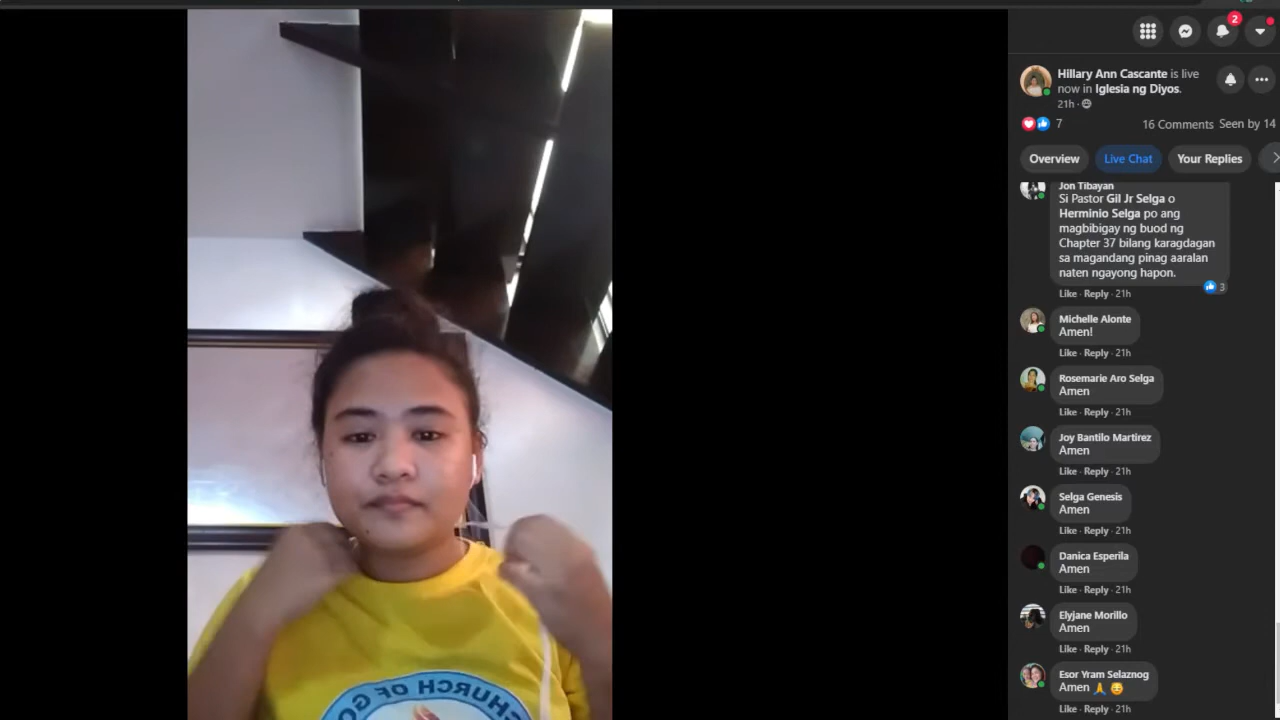 2
Hillary Ann Cascante is live
now in Iglesia ng Diyos.
21h ·
7
16 Comments Seen by 14
Overview
Live Chat
Your Replies
Jon Tibayan
Si Pastor Gil Jr Selga o
Herminio Selga po ang
magbibigay ng buod ng
Chapter 37 bilang karagdagan
sa magandang pinag aaralan
naten ngayong hapon.
3
Like · Reply · 21h
Michelle Alonte
Amen!
Like · Reply · 21h
Rosemarie Aro Selga
Amen
Like · Reply · 21h
Joy Bantilo Martirez
Amen
Like · Reply · 21h
Selga Genesis
Amen
Like · Reply · 21h
Danica Esperila
Amen
Like · Reply · 21h
Elyjane Morillo
Amen
Like · Reply · 21h
Esor Yram Selaznog
Amen 🙏 😌
Like · Reply · 21h
CHURCH OF GO